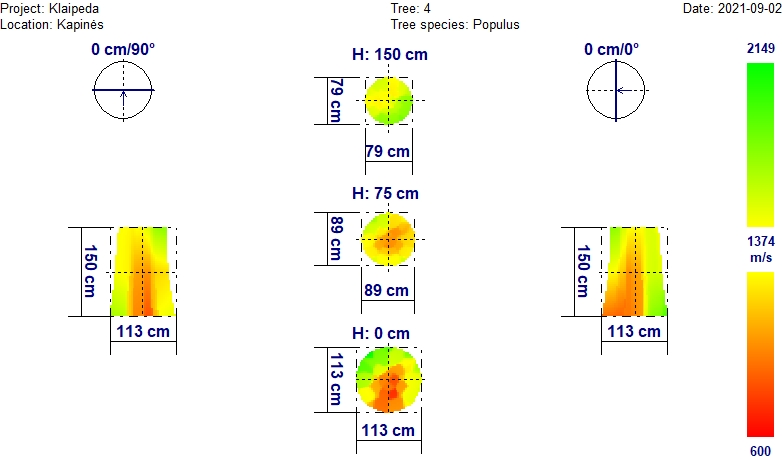 Project: Klaipeda
Tree: 4
Date: 2021-09-02
Location: Kapinės
Tree species: Populus
0 cm/90°
H: 150 cm
0 cm/0°
2149
79 cm
79 cm
H: 75 cm
89 cm
1374
m/s
150 cm
150 cm
89 cm
113 cm
H: 0 cm
113 cm
113 cm
113 cm
600